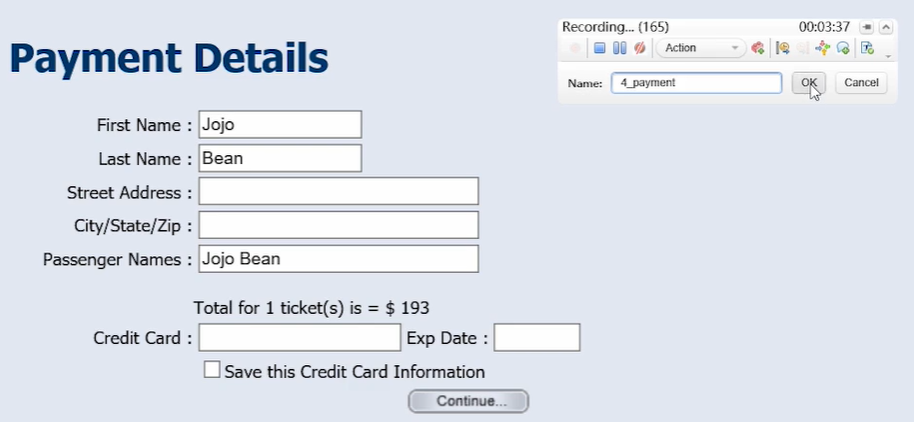 Recording... (165) 00:03:37
Action
Name: 4_payment OK Cancel
Payment Details
First Name : Jojo
Last Name : Bean
Street Address :
City/State/Zip :
Passenger Names : Jojo Bean
Total for 1 ticket(s) is = $ 193
Credit Card : Exp Date :
Save this Credit Card Information
Continue...